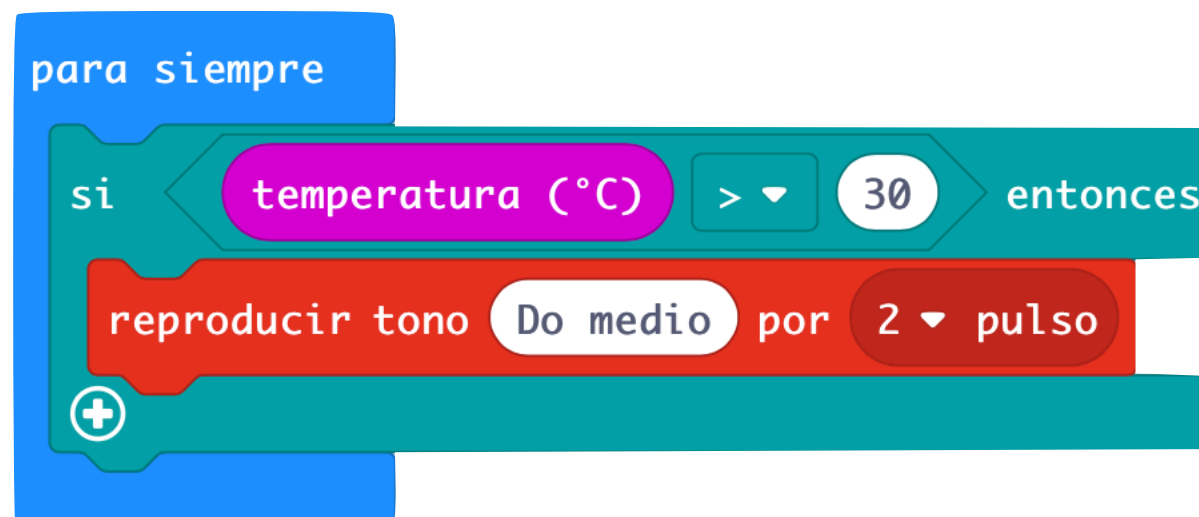 para siempre
si temperatura (°C) > 30 entonces
reproducir tono Do medio por 2 pulso